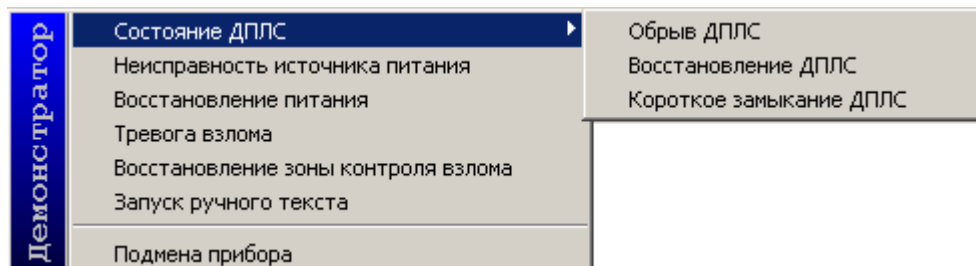 Демонстратор
Состояние ДПЛС
Неисправность источника питания
Восстановление питания
Тревога взлома
Восстановление зоны контроля взлома
Запуск ручного текста
Подмена прибора
Обрыв ДПЛС
Восстановление ДПЛС
Короткое замыкание ДПЛС